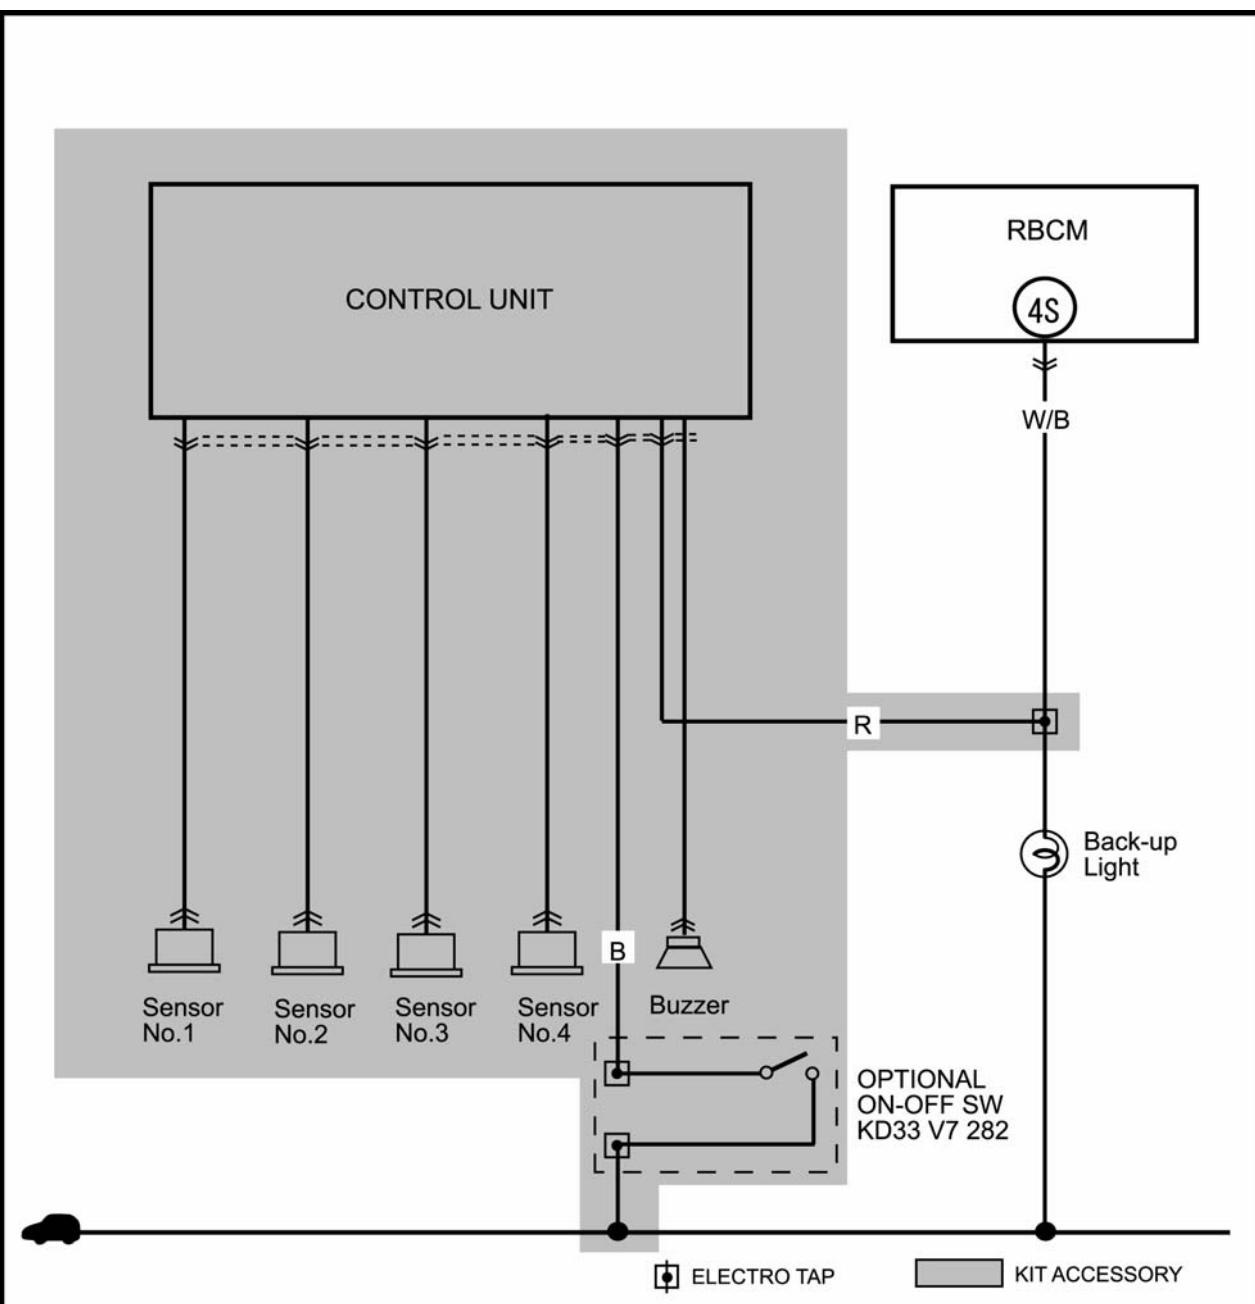 CONTROL UNIT
RBCM
4S
W/B
R
Back-up
Light
B
Sensor
No.1
Sensor
No.2
Sensor
No.3
Sensor
No.4
Buzzer
OPTIONAL
ON-OFF SW
KD33 V7 282
ELECTRO TAP
KIT ACCESSORY